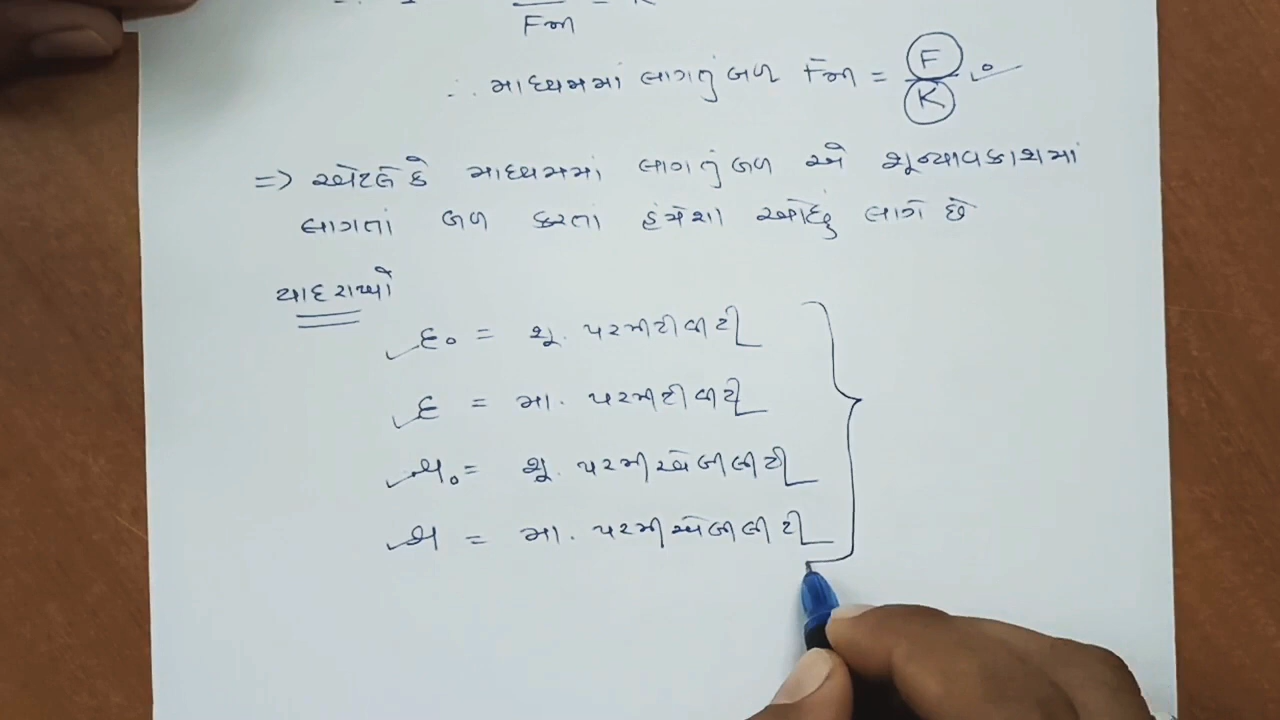 Fm
∴ માધ્યમમાં લાગતું બળ Fm = F/K
=> એટલે કે માધ્યમમાં લાગતું બળ એ શૂન્યાવકાશમાં
લાગતાં બળ કરતાં હંમેશા ઓછું લાગે છે
યાદ રાખો
ε₀ = શૂ. પરમીટીવીટી
ε = મા. પરમીટીવીટી
μ₀ = શૂ. પરમીએબીલીટી
μ = મા. પરમીએબીલીટી